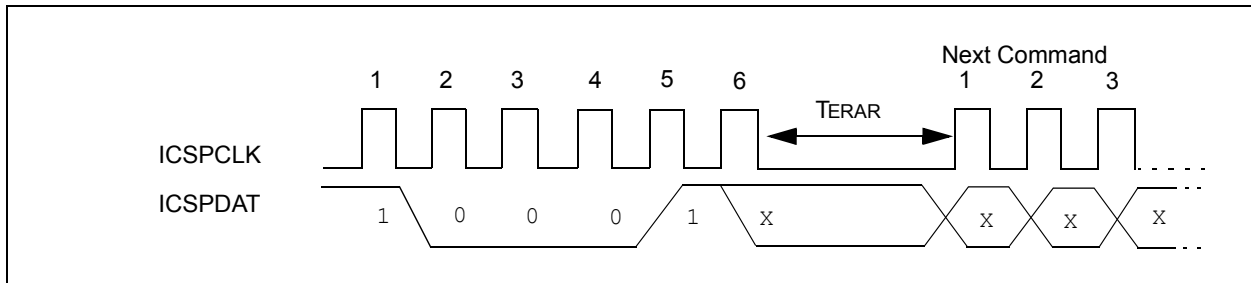 Next Command
1 2 3 4 5 6 1 2 3
TERAR
ICSPCLK
ICSPDAT
1 0 0 0 1 X X X X